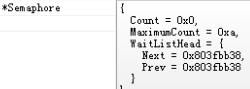 *Semaphore
{
Count = 0x0,
MaximumCount = 0xa,
WaitListHead = {
Next = 0x803fbb38,
Prev = 0x803fbb38
}
}